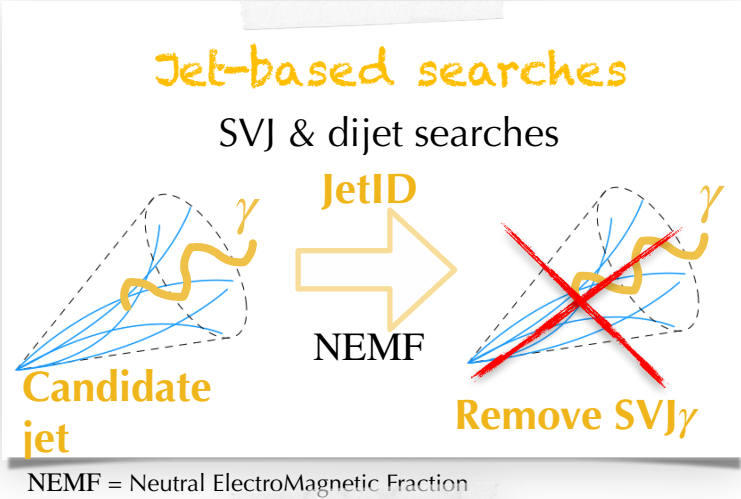 Jet-based searches
SVJ & dijet searches
JetID
γ
γ
NEMF
Candidate
jet
Remove SVJγ
NEMF = Neutral ElectroMagnetic Fraction